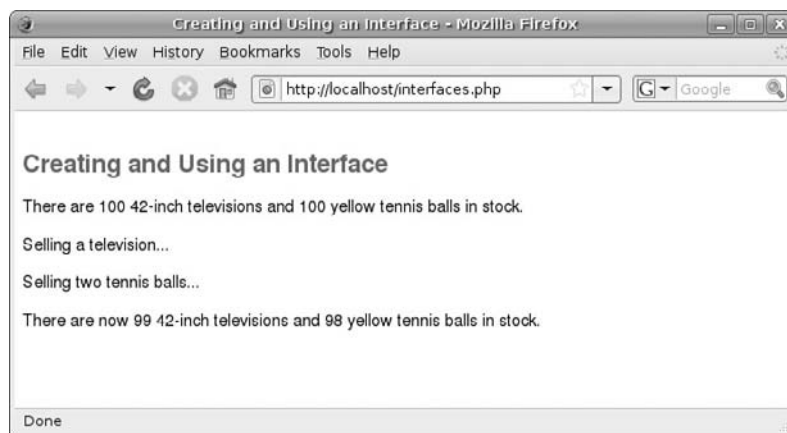 Creating and Using an Interface - Mozilla Firefox
File Edit View History Bookmarks Tools Help
http://localhost/interfaces.php G Google
Creating and Using an Interface
There are 100 42-inch televisions and 100 yellow tennis balls in stock.
Selling a television...
Selling two tennis balls...
There are now 99 42-inch televisions and 98 yellow tennis balls in stock.
Done